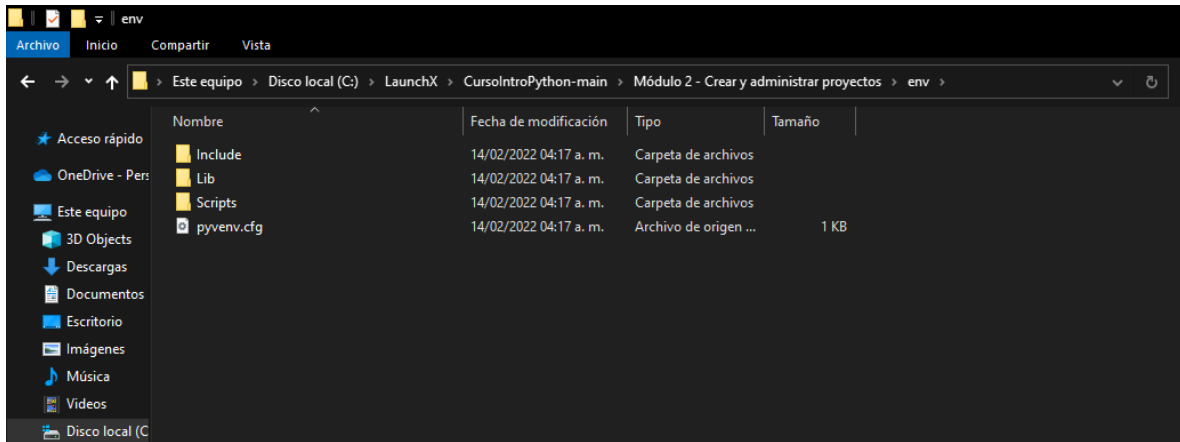 env
Archivo Inicio Compartir Vista
Este equipo > Disco local (C:) > LaunchX > CursoIntroPython-main > Módulo 2 - Crear y administrar proyectos > env >
Nombre Fecha de modificación Tipo Tamaño
Acceso rápido
OneDrive - Pers
Este equipo
3D Objects
Descargas
Documentos
Escritorio
Imágenes
Música
Videos
Disco local (C
Include 14/02/2022 04:17 a. m. Carpeta de archivos
Lib 14/02/2022 04:17 a. m. Carpeta de archivos
Scripts 14/02/2022 04:17 a. m. Carpeta de archivos
pyvenv.cfg 14/02/2022 04:17 a. m. Archivo de origen ... 1 KB